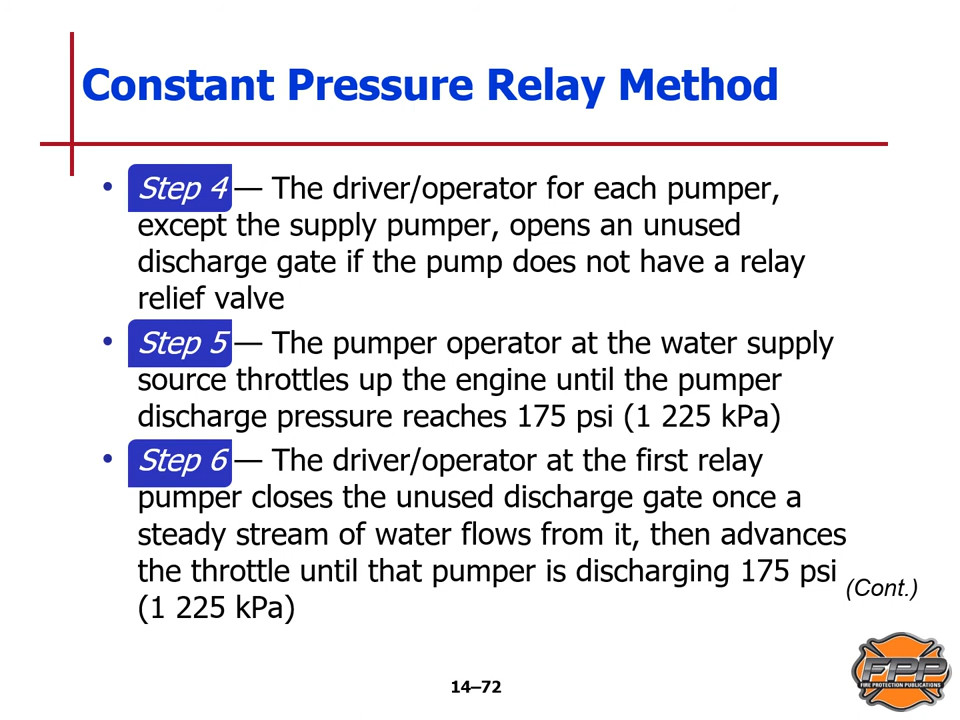 Constant Pressure Relay Method
• Step 4 — The driver/operator for each pumper,
except the supply pumper, opens an unused
discharge gate if the pump does not have a relay
relief valve
• Step 5 — The pumper operator at the water supply
source throttles up the engine until the pumper
discharge pressure reaches 175 psi (1 225 kPa)
• Step 6 — The driver/operator at the first relay
pumper closes the unused discharge gate once a
steady stream of water flows from it, then advances
the throttle until that pumper is discharging 175 psi
(1 225 kPa)
(Cont.)
14–72
FPP
FIRE PROTECTION PUBLICATIONS